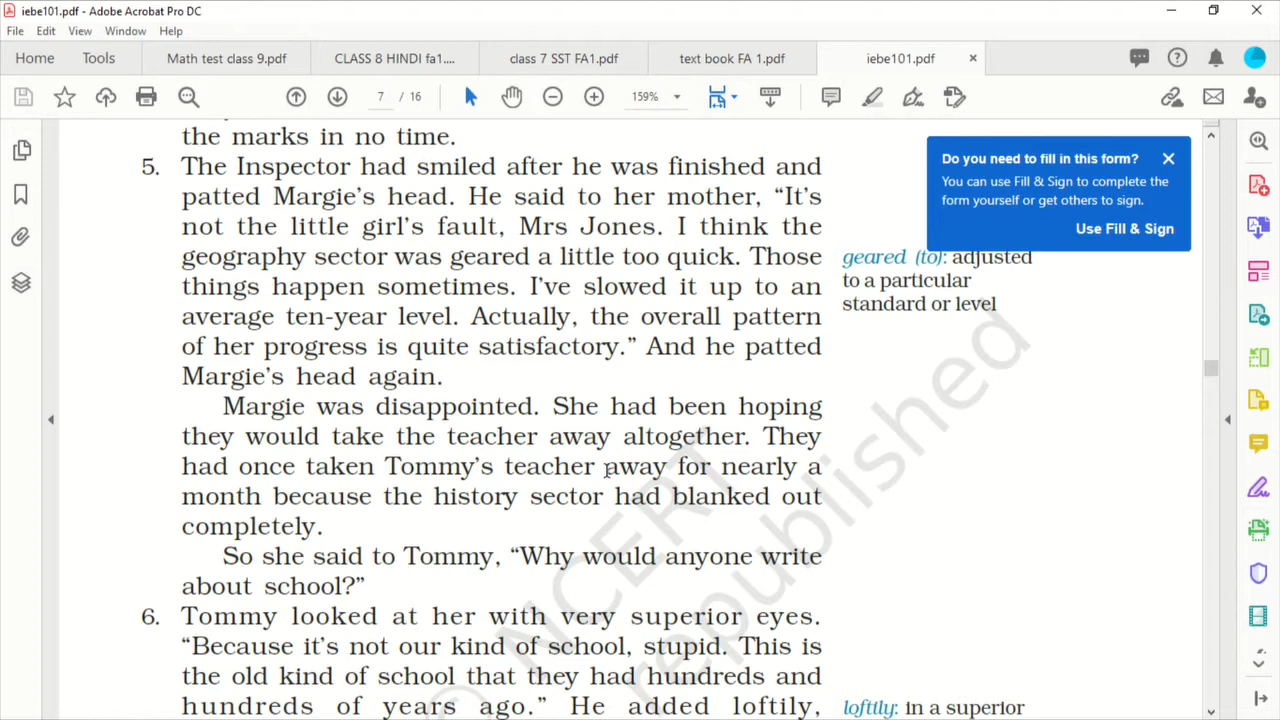 iebe101.pdf - Adobe Acrobat Pro DC
File Edit View Window Help
Home Tools Math test class 9.pdf CLASS 8 HINDI fa1.... class 7 SST FA1.pdf text book FA 1.pdf iebe101.pdf
7 / 16 159%
the marks in no time.
5. The Inspector had smiled after he was finished and
patted Margie's head. He said to her mother, “It's
not the little girl's fault, Mrs Jones. I think the
geography sector was geared a little too quick. Those
things happen sometimes. I've slowed it up to an
average ten-year level. Actually, the overall pattern
of her progress is quite satisfactory.” And he patted
Margie's head again.
Margie was disappointed. She had been hoping
they would take the teacher away altogether. They
had once taken Tommy's teacher away for nearly a
month because the history sector had blanked out
completely.
So she said to Tommy, “Why would anyone write
about school?”
6. Tommy looked at her with very superior eyes.
“Because it's not our kind of school, stupid. This is
the old kind of school that they had hundreds and
hundreds of years ago.” He added loftily,
Do you need to fill in this form?
You can use Fill & Sign to complete the
form yourself or get others to sign.
Use Fill & Sign
geared (to): adjusted
to a particular
standard or level
loftily: in a superior
© NCERT
republished